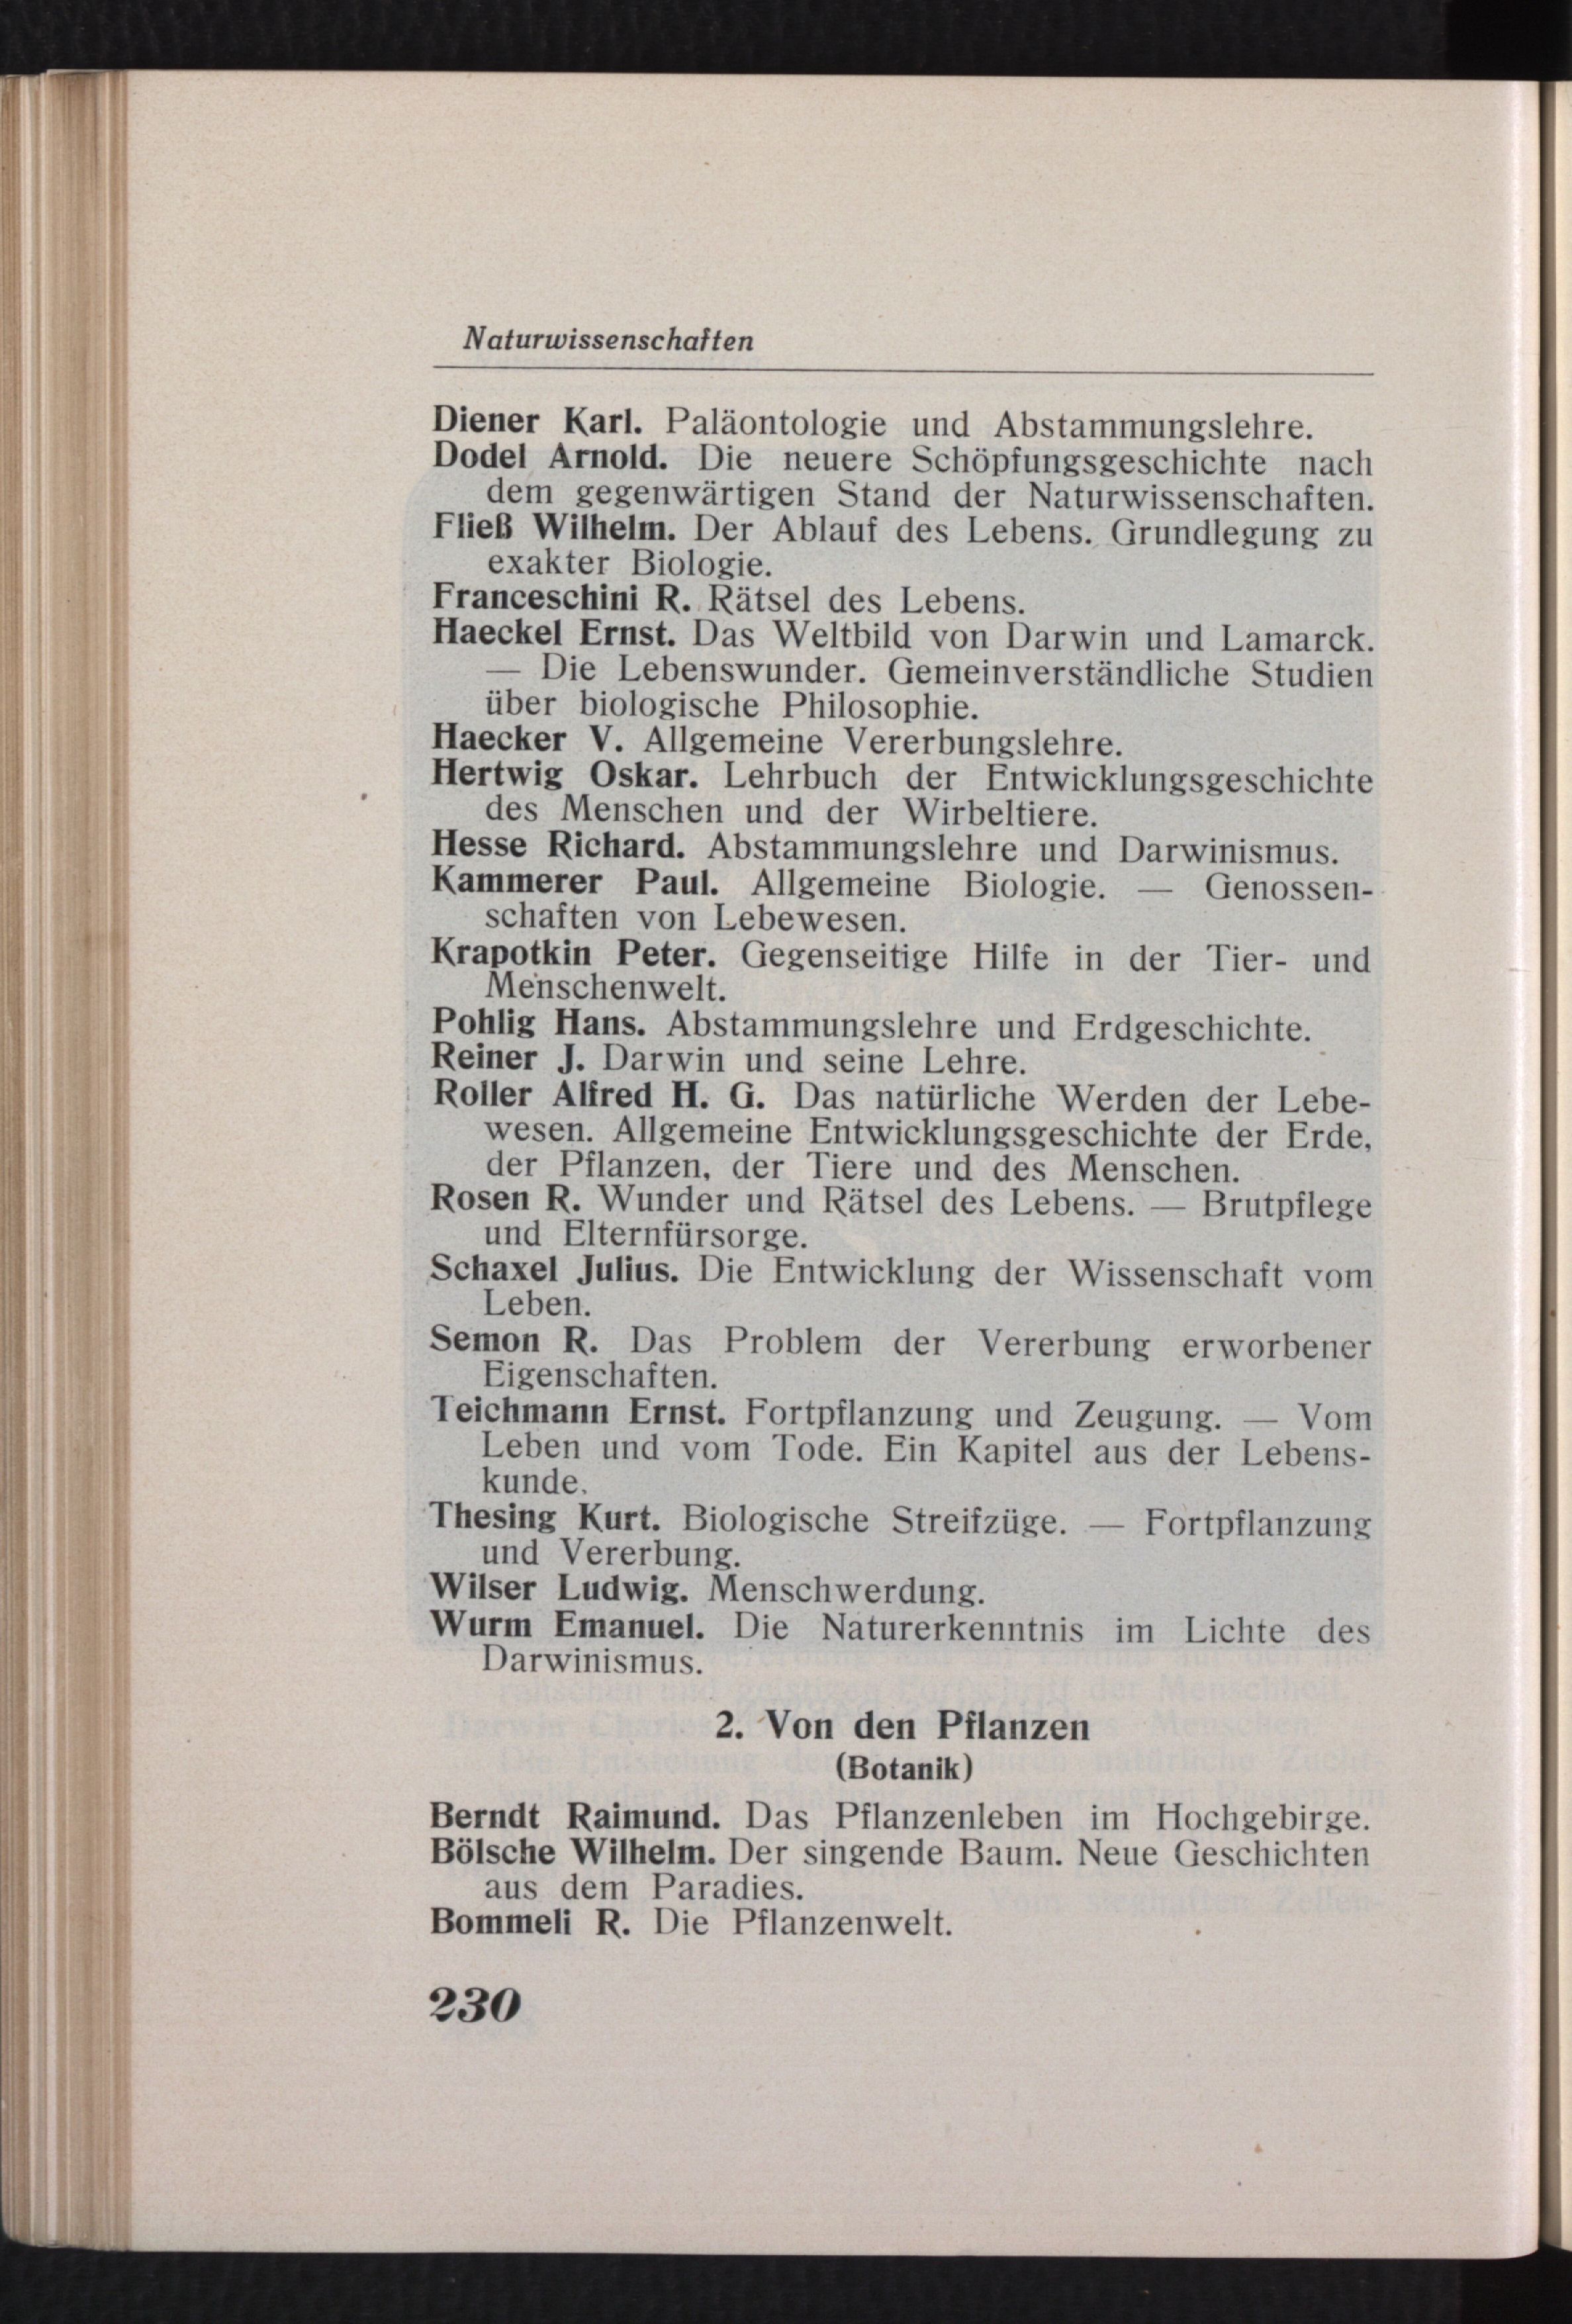 Naturwissenschaften
Diener Karl. Paläontologie und Abstammungslehre.
Dodel Arnold. Die neuere Schöpfungsgeschichte nach
dem gegenwärtigen Stand der Naturwissenschaften.
Fließ Wilhelm. Der Ablauf des Lebens. Grundlegung zu
exakter Biologie.
Franceschini R. Rätsel des Lebens.
Haeckel Ernst. Das Weltbild von Darwin und Lamarck.
— Die Lebenswunder. Gemeinverständliche Studien
über biologische Philosophie.
Haecker V. Allgemeine Vererbungslehre.
Hertwig Oskar. Lehrbuch der Entwicklungsgeschichte
des Menschen und der Wirbeltiere.
Hesse Richard. Abstammungslehre und Darwinismus.
Kammerer Paul. Allgemeine Biologie. — Genossen-
schaften von Lebewesen.
Krapotkin Peter. Gegenseitige Hilfe in der Tier- und
Menschenwelt.
Pohlig Hans. Abstammungslehre und Erdgeschichte.
Reiner J. Darwin und seine Lehre.
Roller Alfred H. G. Das natürliche Werden der Lebe-
wesen. Allgemeine Entwicklungsgeschichte der Erde,
der Pflanzen, der Tiere und des Menschen.
Rosen R. Wunder und Rätsel des Lebens. — Brutpflege
und Elternfürsorge.
Schaxel Julius. Die Entwicklung der Wissenschaft vom
Leben.
Semon R. Das Problem der Vererbung erworbener
Eigenschaften.
Teichmann Ernst. Fortpflanzung und Zeugung. — Vom
Leben und vom Tode. Ein Kapitel aus der Lebens-
kunde.
Thesing Kurt. Biologische Streifzüge. — Fortpflanzung
und Vererbung.
Wilser Ludwig. Menschwerdung.
Wurm Emanuel. Die Naturerkenntnis im Lichte des
Darwinismus.
2. Von den Pflanzen
(Botanik)
Berndt Raimund. Das Pflanzenleben im Hochgebirge.
Bölsche Wilhelm. Der singende Baum. Neue Geschichten
aus dem Paradies.
Bommeli R. Die Pflanzenwelt.
230